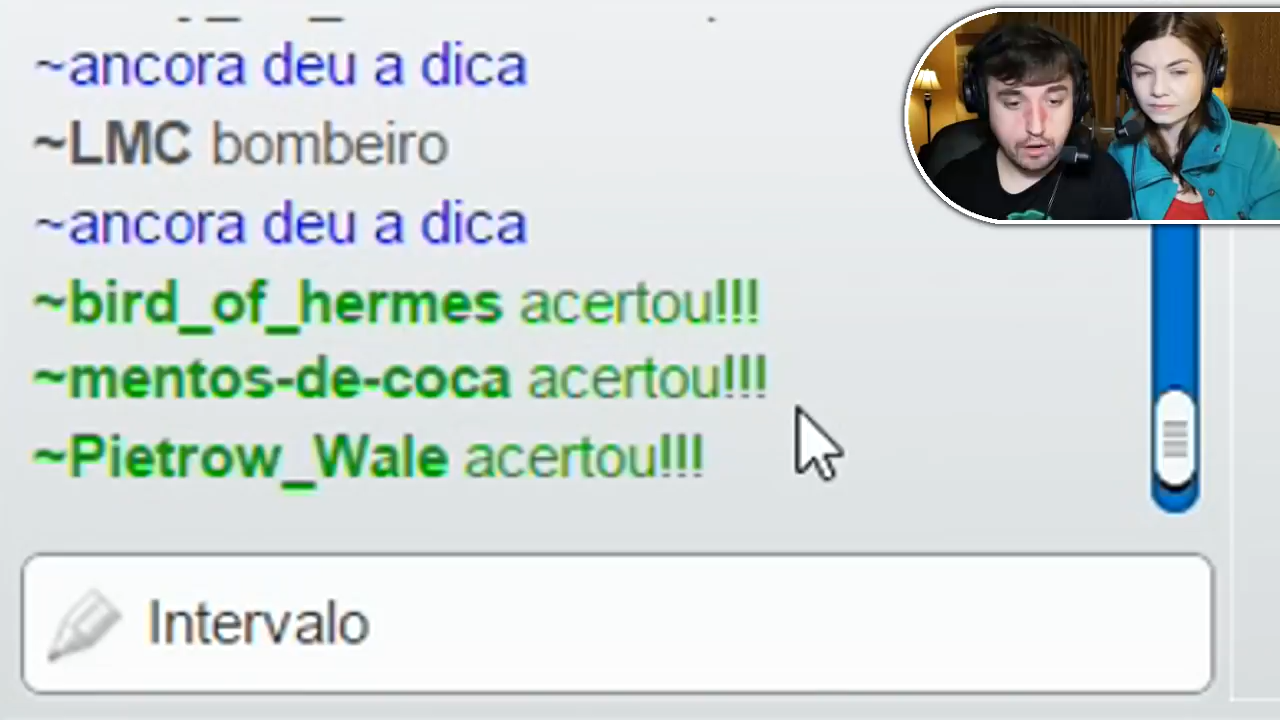 ~ancora deu a dica
~LMC bombeiro
~ancora deu a dica
~bird_of_hermes acertou!!!
~mentos-de-coca acertou!!!
~Pietrow_Wale acertou!!!
Intervalo